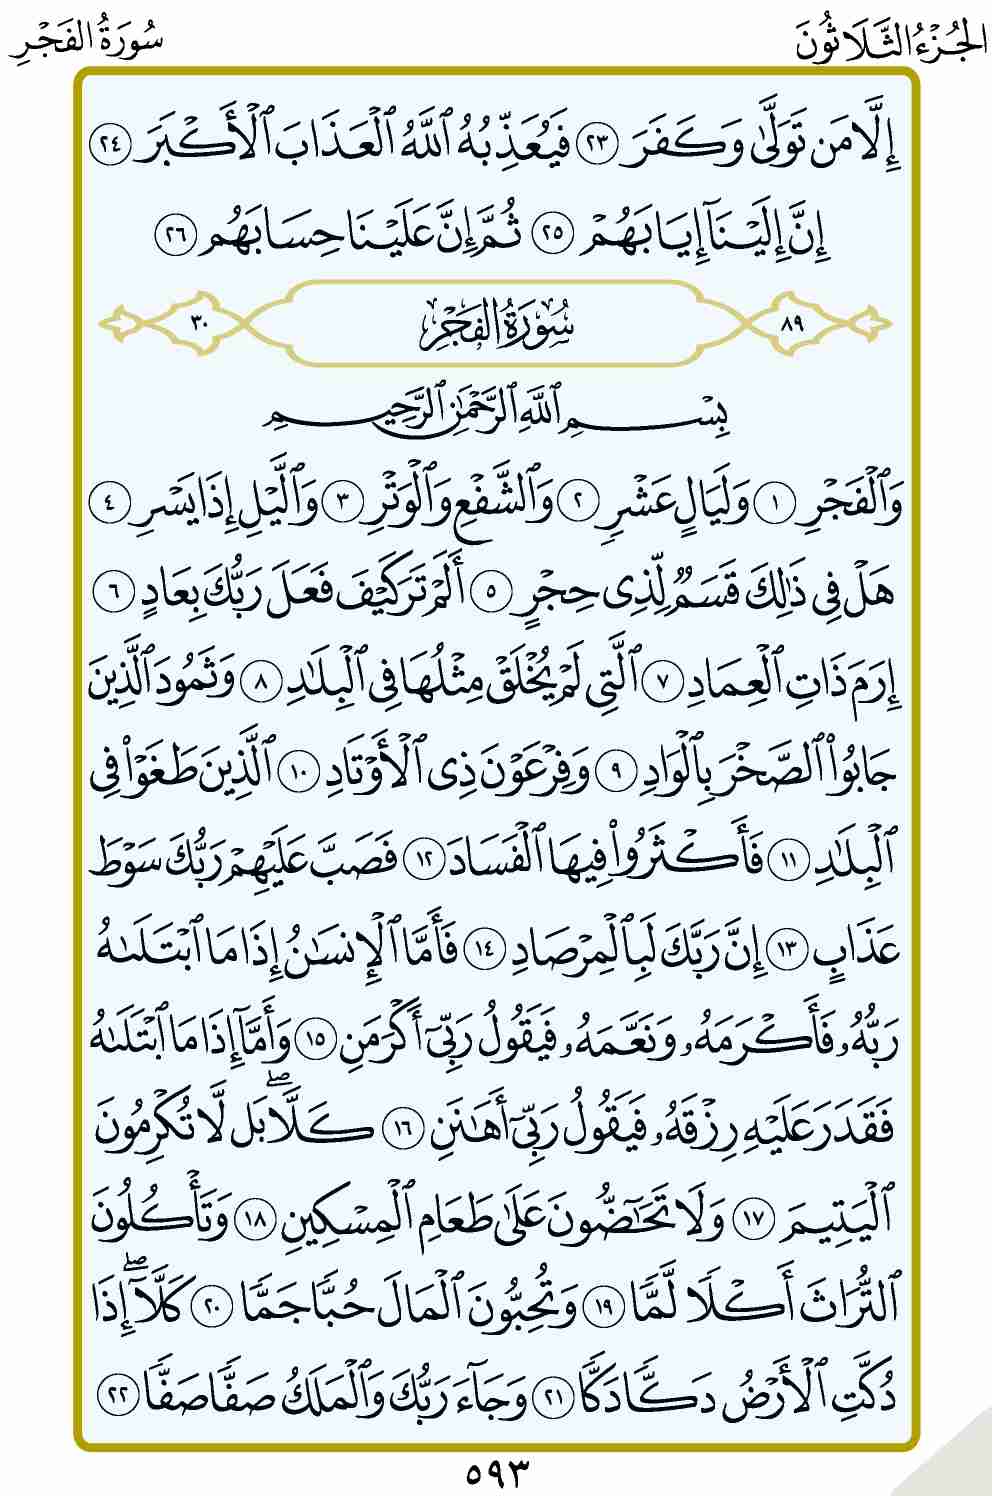 الجُزْءُ الثَّلَاثُونَ
سُورَةُ الفَجْرِ
إِلَّا مَن تَوَلَّىٰ وَكَفَرَ ٢٣ فَيُعَذِّبُهُ ٱللَّهُ ٱلْعَذَابَ ٱلْأَكْبَرَ ٢٤
إِنَّ إِلَيْنَآ إِيَابَهُمْ ٢٥ ثُمَّ إِنَّ عَلَيْنَا حِسَابَهُم ٢٦
٨٩ سُورَةُ الفَجْرِ ٣٠
بِسْمِ ٱللَّهِ ٱلرَّحْمَٰنِ ٱلرَّحِيمِ
وَٱلْفَجْرِ ١ وَلَيَالٍ عَشْرٍ ٢ وَٱلشَّفْعِ وَٱلْوَتْرِ ٣ وَٱلَّيْلِ إِذَا يَسْرِ ٤
هَلْ فِى ذَٰلِكَ قَسَمٌ لِّذِى حِجْرٍ ٥ أَلَمْ تَرَ كَيْفَ فَعَلَ رَبُّكَ بِعَادٍ ٦
إِرَمَ ذَاتِ ٱلْعِمَادِ ٧ ٱلَّتِى لَمْ يُخْلَقْ مِثْلُهَا فِى ٱلْبِلَٰدِ ٨ وَثَمُودَ ٱلَّذِينَ
جَابُوا۟ ٱلصَّخْرَ بِٱلْوَادِ ٩ وَفِرْعَوْنَ ذِى ٱلْأَوْتَادِ ١٠ ٱلَّذِينَ طَغَوْا۟ فِى
ٱلْبِلَٰدِ ١١ فَأَكْثَرُوا۟ فِيهَا ٱلْفَسَادَ ١٢ فَصَبَّ عَلَيْهِمْ رَبُّكَ سَوْطَ
عَذَابٍ ١٣ إِنَّ رَبَّكَ لَبِٱلْمِرْصَادِ ١٤ فَأَمَّا ٱلْإِنسَٰنُ إِذَا مَا ٱبْتَلَىٰهُ
رَبُّهُۥ فَأَكْرَمَهُۥ وَنَعَّمَهُۥ فَيَقُولُ رَبِّىٓ أَكْرَمَنِ ١٥ وَأَمَّآ إِذَا مَا ٱبْتَلَىٰهُ
فَقَدَرَ عَلَيْهِ رِزْقَهُۥ فَيَقُولُ رَبِّىٓ أَهَٰنَنِ ١٦ كَلَّا ۖ بَل لَّا تُكْرِمُونَ
ٱلْيَتِيمَ ١٧ وَلَا تَحَٰٓضُّونَ عَلَىٰ طَعَامِ ٱلْمِسْكِينِ ١٨ وَتَأْكُلُونَ
ٱلتُّرَاثَ أَكْلًا لَّمًّا ١٩ وَتُحِبُّونَ ٱلْمَالَ حُبًّا جَمًّا ٢٠ كَلَّآ ۖ إِذَا
دُكَّتِ ٱلْأَرْضُ دَكًّا دَكًّا ٢١ وَجَآءَ رَبُّكَ وَٱلْمَلَكُ صَفًّا صَفًّا ٢٢
٥٩٣